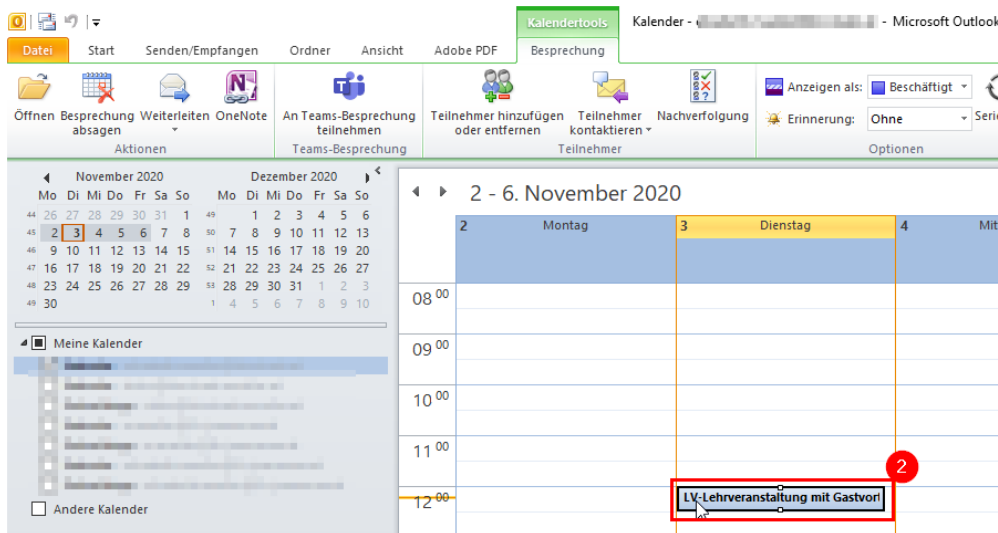 Kalendertools
Kalender - - Microsoft Outlook
Datei Start Senden/Empfangen Ordner Ansicht Adobe PDF Besprechung
Öffnen Besprechung absagen Weiterleiten OneNote An Teams-Besprechung teilnehmen Teilnehmer hinzufügen oder entfernen Teilnehmer kontaktieren Nachverfolgung
Anzeigen als: Beschäftigt
Erinnerung: Ohne
Aktionen Teams-Besprechung Teilnehmer Optionen
November 2020
Mo Di Mi Do Fr Sa So
44 26 27 28 29 30 31 1
45 2 3 4 5 6 7 8
46 9 10 11 12 13 14 15
47 16 17 18 19 20 21 22
48 23 24 25 26 27 28 29
49 30
Dezember 2020
Mo Di Mi Do Fr Sa So
49 1 2 3 4 5 6
50 7 8 9 10 11 12 13
51 14 15 16 17 18 19 20
52 21 22 23 24 25 26 27
53 28 29 30 31 1 2 3
1 4 5 6 7 8 9 10
Meine Kalender
Andere Kalender
2 - 6. November 2020
2 Montag 3 Dienstag 4 Mit
08 00
09 00
10 00
11 00
2
12 00
LV-Lehrveranstaltung mit Gastvort